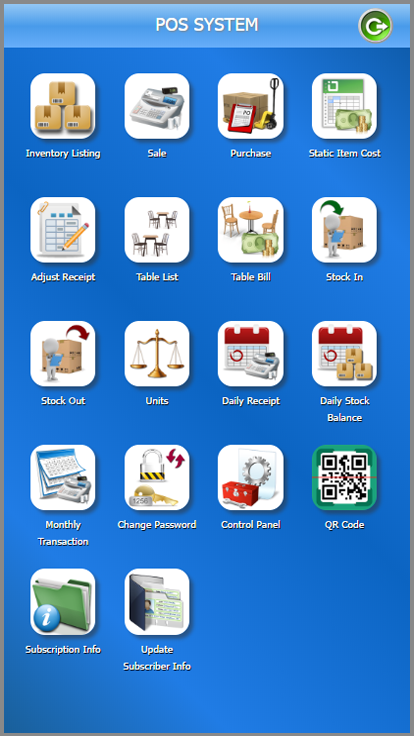 POS SYSTEM
Inventory Listing
Sale
Purchase
Static Item Cost
Adjust Receipt
Table List
Table Bill
Stock In
Stock Out
Units
Daily Receipt
Daily Stock
Balance
Monthly
Transaction
Change Password
Control Panel
QR Code
Subscription Info
Update
Subscriber Info